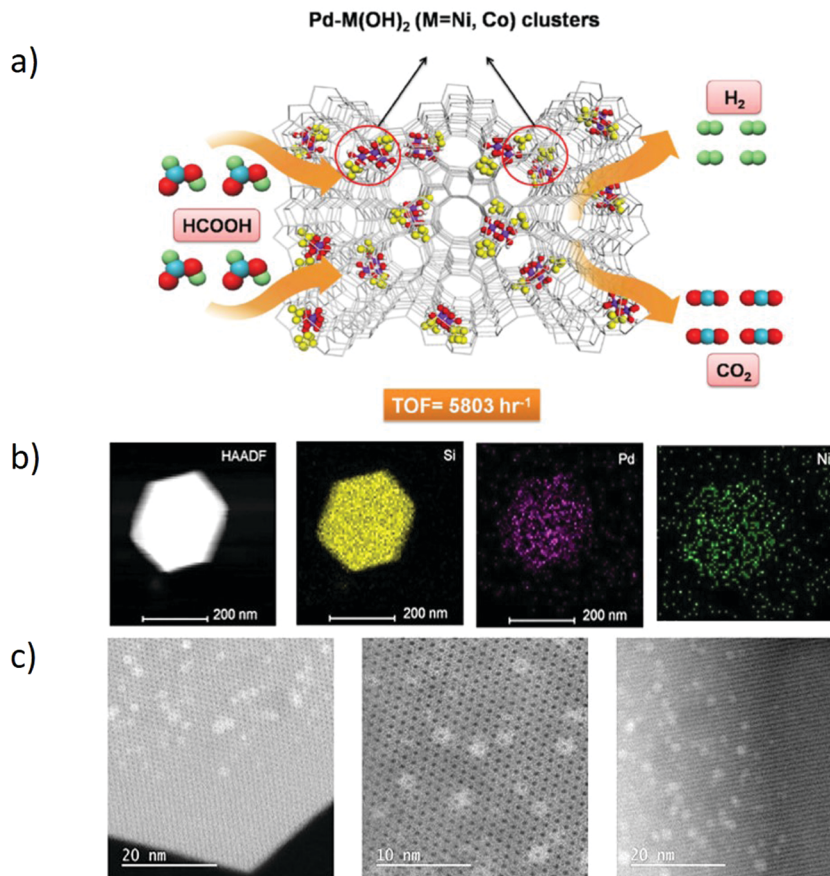 Pd-M(OH)₂ (M=Ni, Co) clusters
a)
H₂
HCOOH
CO₂
TOF= 5803 hr⁻¹
b)
HAADF
Si
Pd
Ni
200 nm
200 nm
200 nm
c)
20 nm
10 nm
20 nm